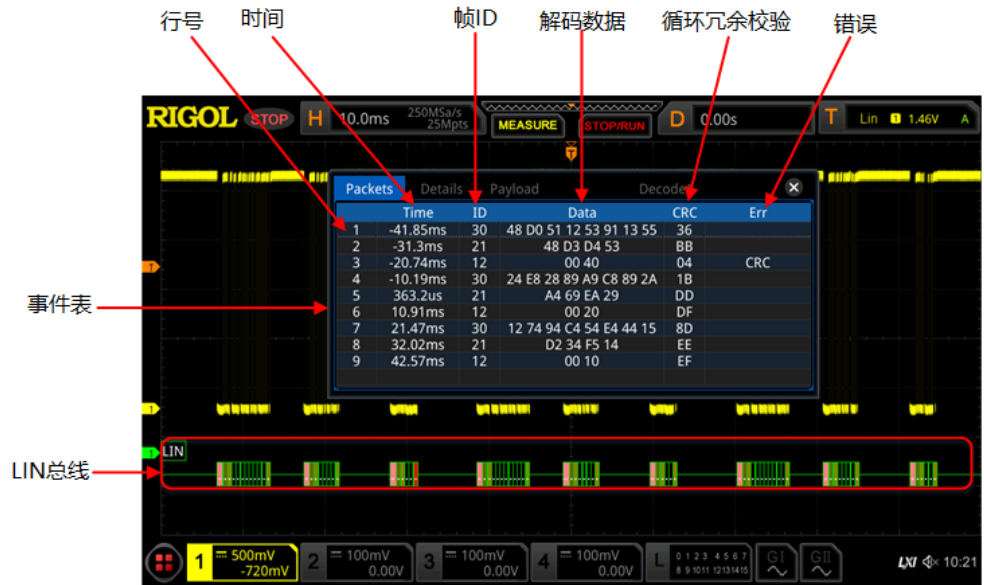 行号 时间 帧ID 解码数据 循环冗余校验 错误
RIGOL STOP H 10.0ms 250MSa/s 25Mpts MEASURE STOP/RUN D 0.00s T Lin 1 1.46V A
T
Packets Details Payload Decoder
Time ID Data CRC Err
1 -41.85ms 30 48 D0 51 12 53 91 13 55 36
2 -31.3ms 21 48 D3 D4 53 BB
3 -20.74ms 12 00 40 04 CRC
4 -10.19ms 30 24 E8 28 89 A9 C8 89 2A 1B
5 363.2us 21 A4 69 EA 29 DD
6 10.91ms 12 00 20 DF
7 21.47ms 30 12 74 94 C4 54 E4 44 15 8D
8 32.02ms 21 D2 34 F5 14 EE
9 42.57ms 12 00 10 EF
T
事件表
1
1 LIN
LIN总线
1 500mV -720mV 2 100mV 0.00V 3 100mV 0.00V 4 100mV 0.00V L 0 1 2 3 4 5 6 7 8 9 10 11 12 13 14 15 GI GII LXI 10:21